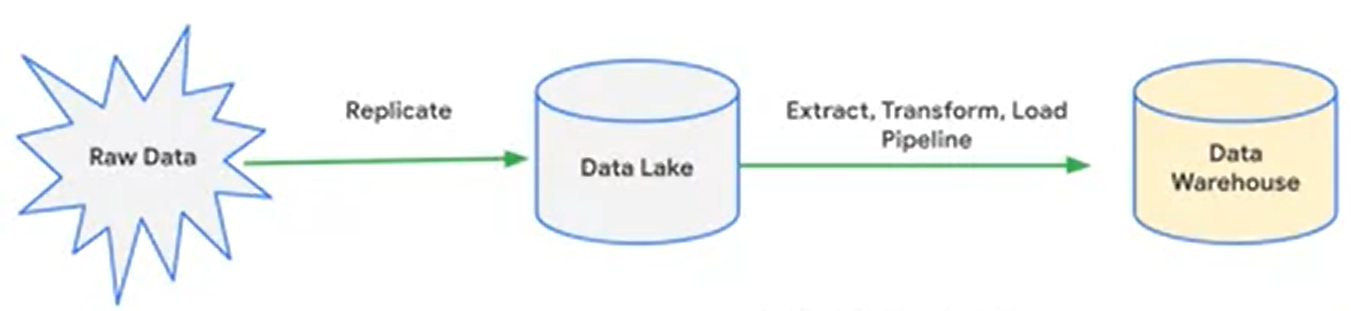 Raw Data
Replicate
Data Lake
Extract, Transform, Load
Pipeline
Data
Warehouse